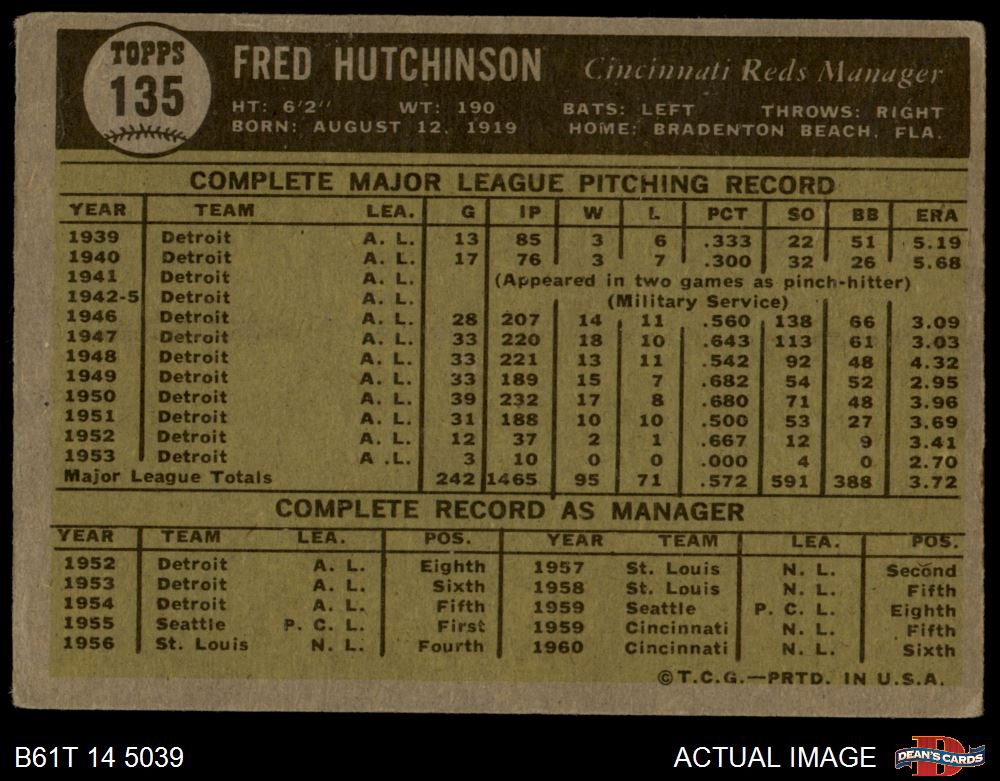 TOPPS
135
FRED HUTCHINSON Cincinnati Reds Manager
HT: 6'2" WT: 190 BATS: LEFT THROWS: RIGHT
BORN: AUGUST 12, 1919 HOME: BRADENTON BEACH, FLA.
COMPLETE MAJOR LEAGUE PITCHING RECORD
YEAR TEAM LEA. G IP W L PCT SO BB ERA
1939 Detroit A. L. 13 85 3 6 .333 22 51 5.19
1940 Detroit A. L. 17 76 3 7 .300 32 26 5.68
1941 Detroit A. L. (Appeared in two games as pinch-hitter)
1942-5 Detroit A. L. (Military Service)
1946 Detroit A. L. 28 207 14 11 .560 138 66 3.09
1947 Detroit A. L. 33 220 18 10 .643 113 61 3.03
1948 Detroit A. L. 33 221 13 11 .542 92 48 4.32
1949 Detroit A. L. 33 189 15 7 .682 54 52 2.95
1950 Detroit A. L. 39 232 17 8 .680 71 48 3.96
1951 Detroit A. L. 31 188 10 10 .500 53 27 3.69
1952 Detroit A. L. 12 37 2 1 .667 12 9 3.41
1953 Detroit A .L. 3 10 0 0 .000 4 0 2.70
Major League Totals 242 1465 95 71 .572 591 388 3.72
COMPLETE RECORD AS MANAGER
YEAR TEAM LEA. POS. YEAR TEAM LEA. POS.
1952 Detroit A. L. Eighth 1957 St. Louis N. L. Second
1953 Detroit A. L. Sixth 1958 St. Louis N. L. Fifth
1954 Detroit A. L. Fifth 1959 Seattle P. C. L. Eighth
1955 Seattle P. C. L. First 1959 Cincinnati N. L. Fifth
1956 St. Louis N. L. Fourth 1960 Cincinnati N. L. Sixth
©T.C.G.—PRTD. IN U.S.A.
B61T 14 5039 ACTUAL IMAGE D DEAN'S CARDS